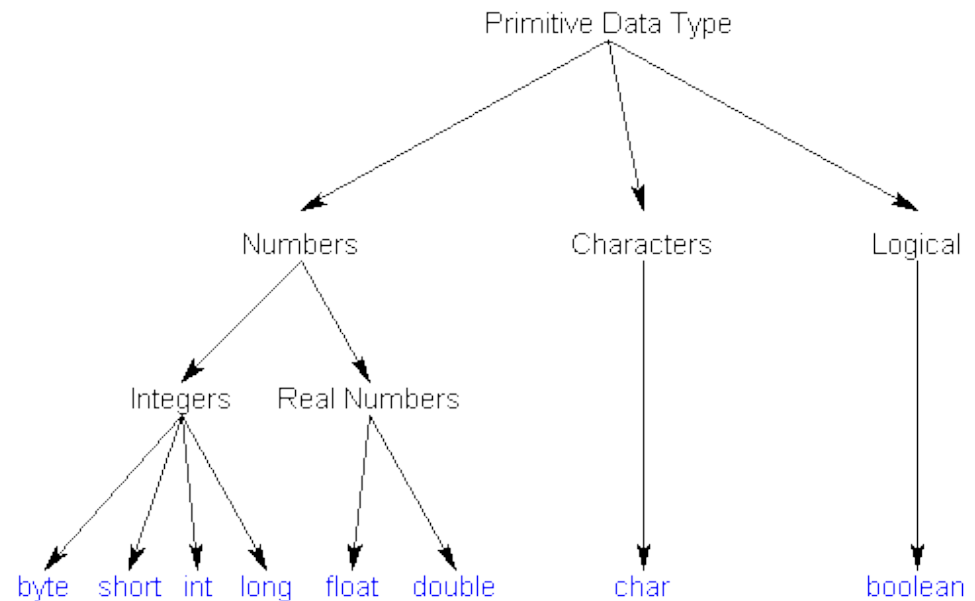 Primitive Data Type
Numbers Characters Logical
Integers Real Numbers
byte short int long float double char boolean